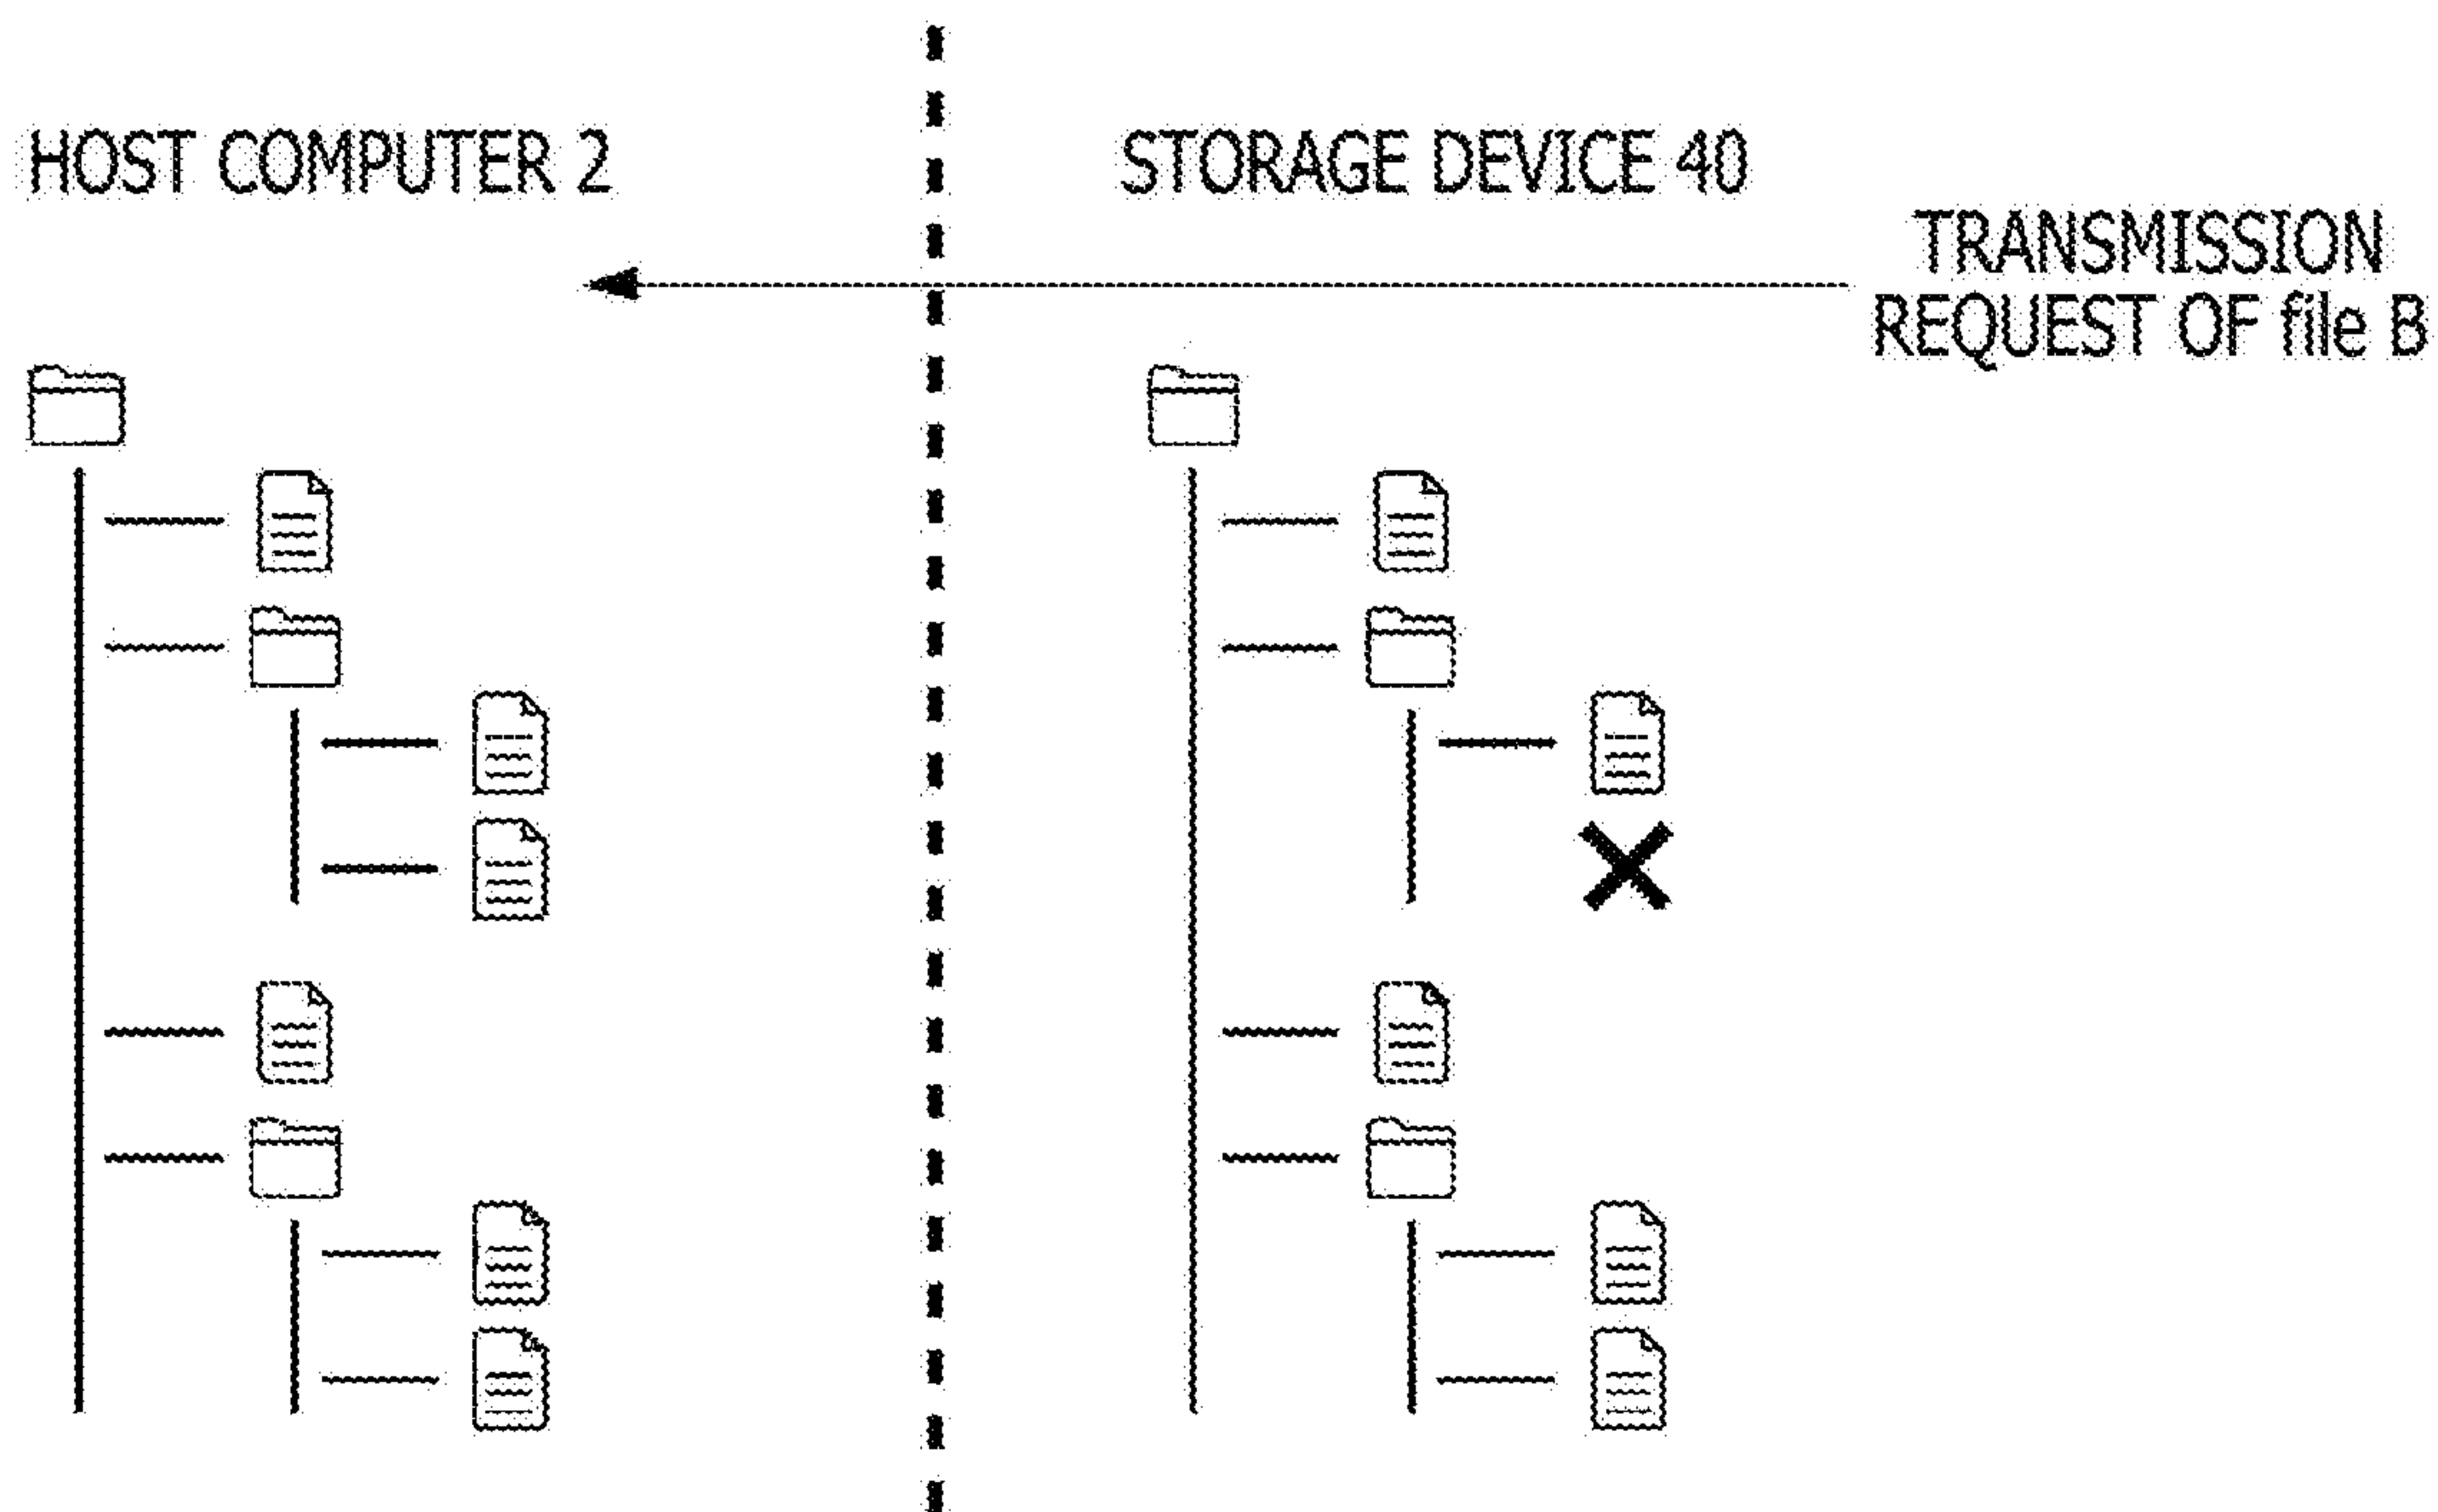 HOST COMPUTER 2
STORAGE DEVICE 40
TRANSMISSION
REQUEST OF file B